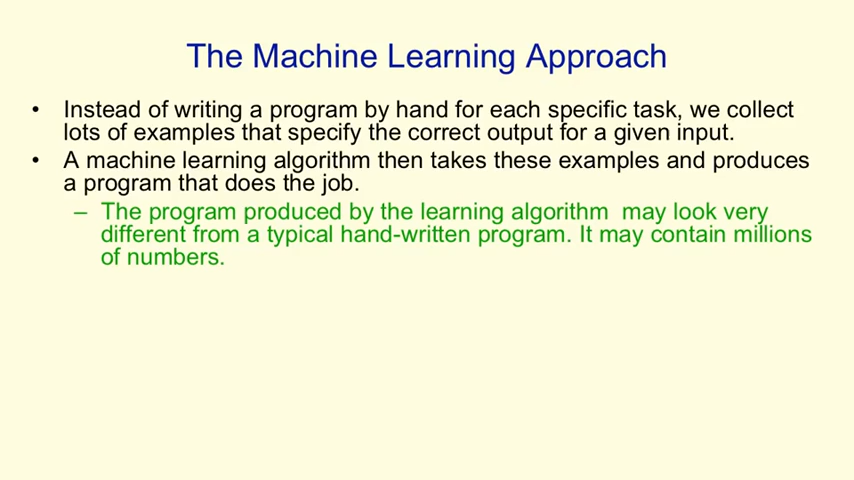 The Machine Learning Approach
• Instead of writing a program by hand for each specific task, we collect
lots of examples that specify the correct output for a given input.
• A machine learning algorithm then takes these examples and produces
a program that does the job.
– The program produced by the learning algorithm  may look very
different from a typical hand-written program. It may contain millions
of numbers.